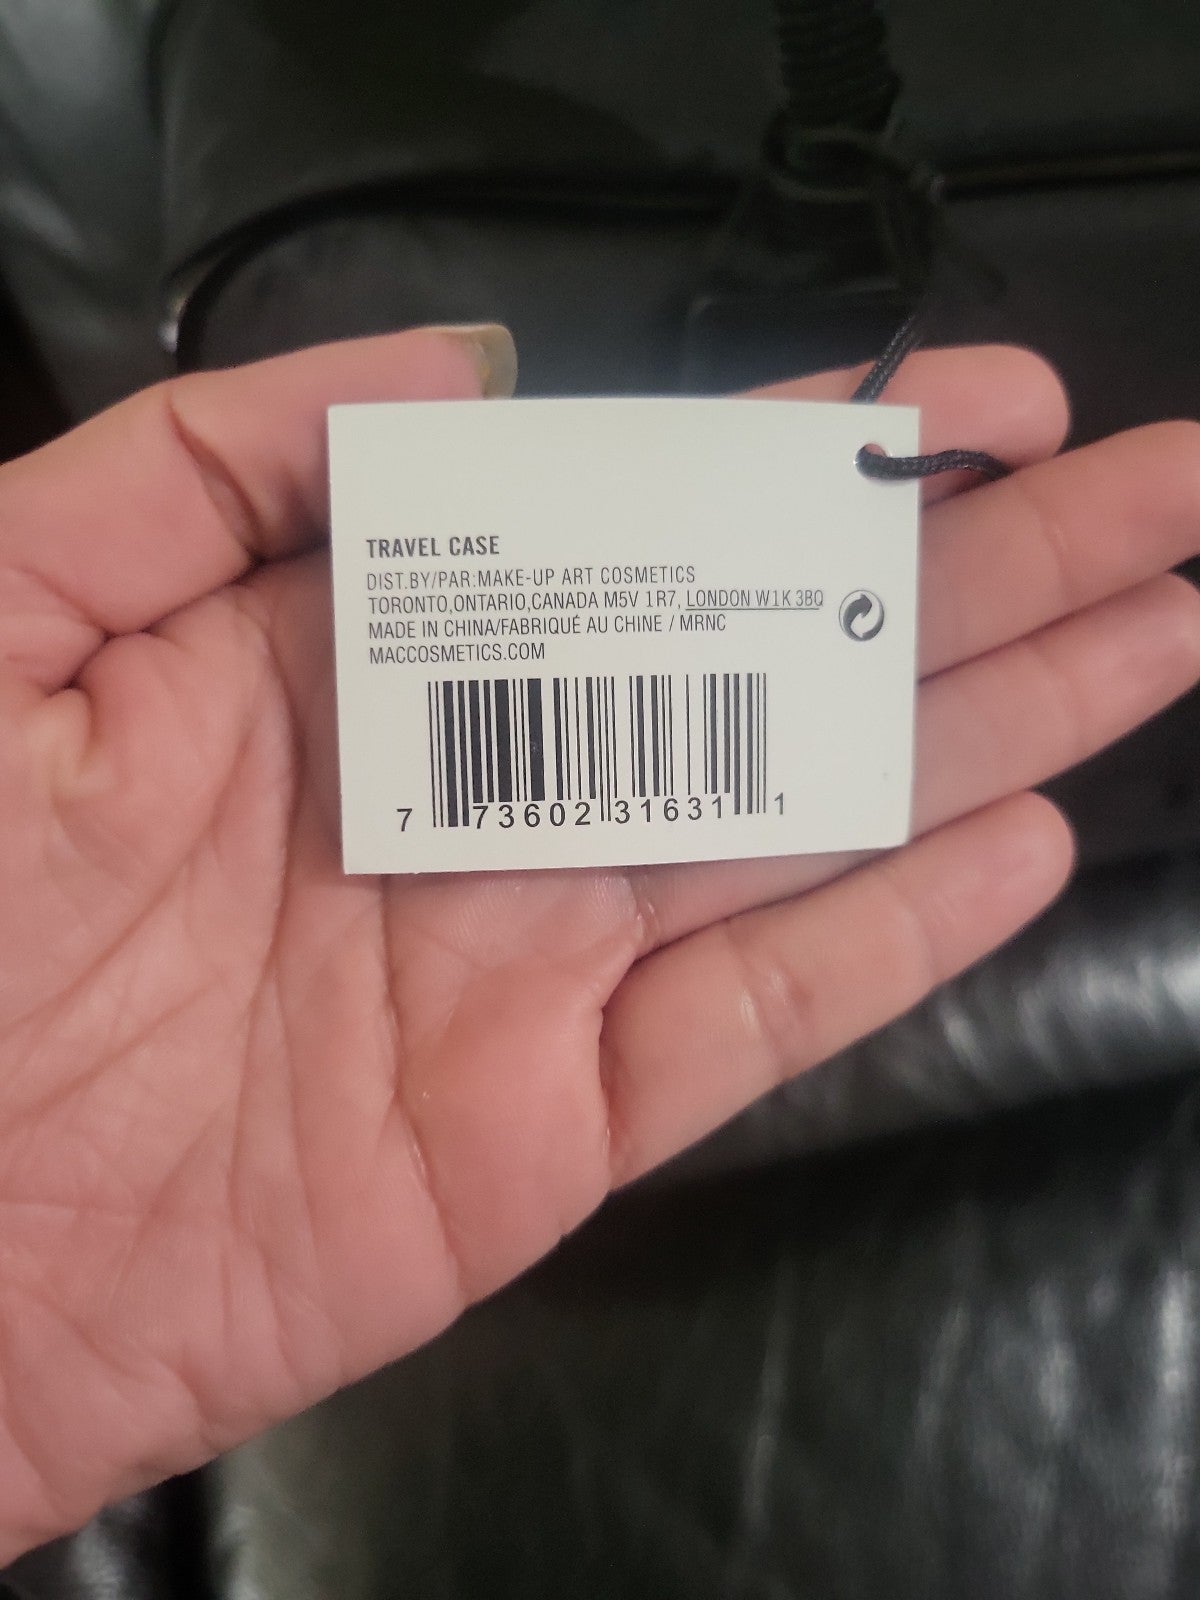 TRAVEL CASE
DIST.BY/PAR:MAKE-UP ART COSMETICS
TORONTO,ONTARIO,CANADA M5V 1R7, LONDON W1K 3BQ
MADE IN CHINA/FABRIQUÉ AU CHINE / MRNC
MACCOSMETICS.COM
7 73602 31631 1